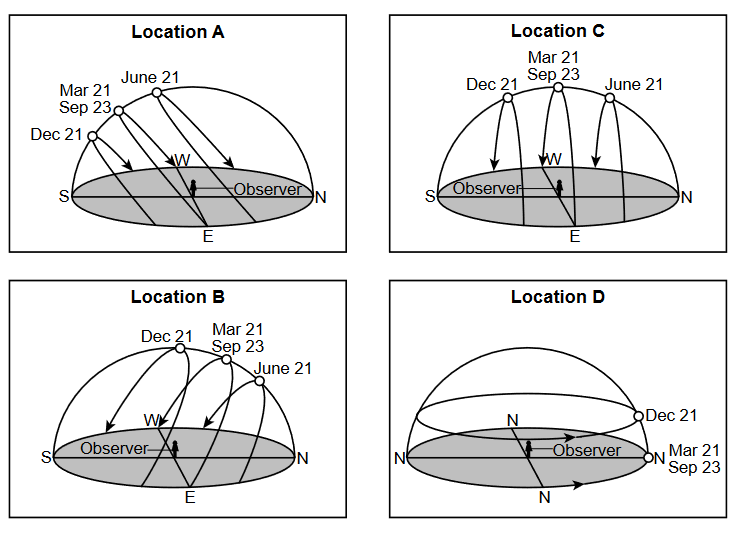 Location A
June 21
Mar 21
Sep 23
Dec 21
W
Observer
S
N
E
Location C
Mar 21
Sep 23
Dec 21
June 21
W
Observer
S
N
E
Location B
Dec 21
Mar 21
Sep 23
June 21
W
Observer
S
N
E
Location D
Dec 21
N
Observer
N
N Mar 21
Sep 23
N